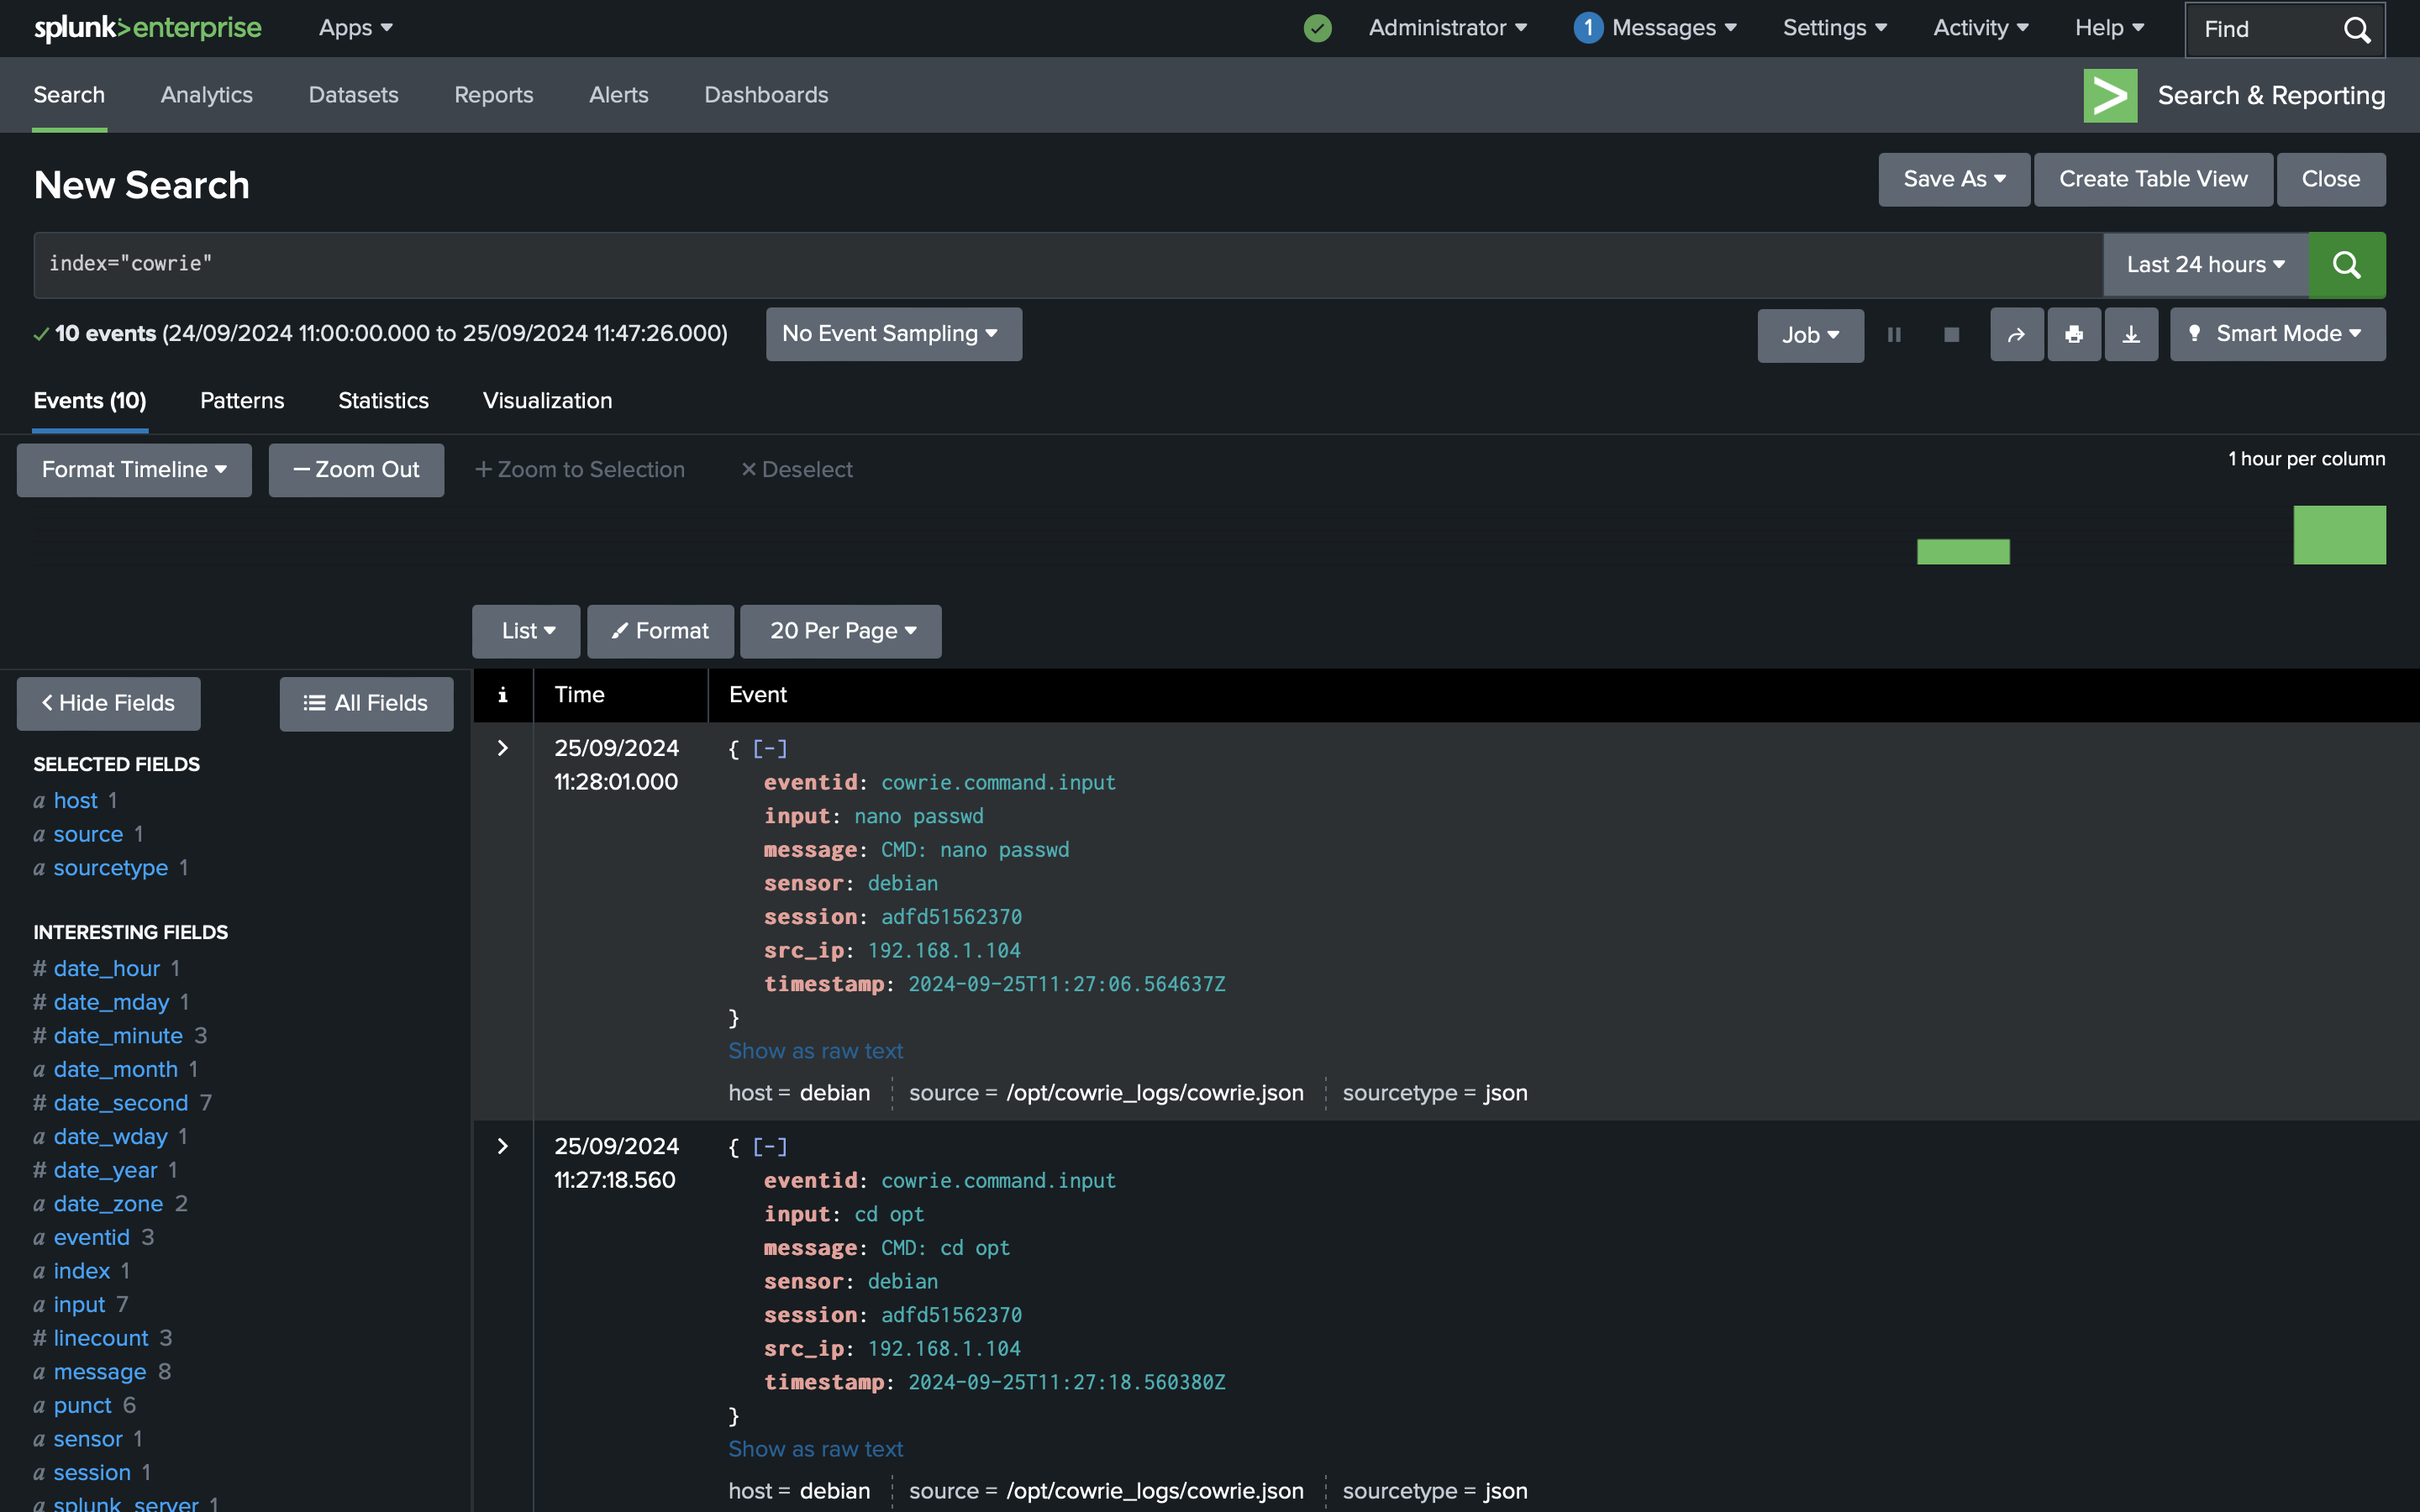 splunk>enterprise Apps Administrator 1 Messages Settings Activity Help Find
Search Analytics Datasets Reports Alerts Dashboards Search & Reporting
New Search Save As Create Table View Close
index="cowrie" Last 24 hours
10 events (24/09/2024 11:00:00.000 to 25/09/2024 11:47:26.000) No Event Sampling Job Smart Mode
Events (10) Patterns Statistics Visualization
Format Timeline — Zoom Out + Zoom to Selection × Deselect 1 hour per column
List Format 20 Per Page
< Hide Fields All Fields
SELECTED FIELDS
a host 1
a source 1
a sourcetype 1
INTERESTING FIELDS
# date_hour 1
# date_mday 1
# date_minute 3
a date_month 1
# date_second 7
a date_wday 1
# date_year 1
a date_zone 2
a eventid 3
a index 1
a input 7
# linecount 3
a message 8
a punct 6
a sensor 1
a session 1
a splunk_server 1
i Time Event
> 25/09/2024 { [-]
11:28:01.000 eventid: cowrie.command.input
input: nano passwd
message: CMD: nano passwd
sensor: debian
session: adfd51562370
src_ip: 192.168.1.104
timestamp: 2024-09-25T11:27:06.564637Z
}
Show as raw text
host = debian source = /opt/cowrie_logs/cowrie.json sourcetype = json
> 25/09/2024 { [-]
11:27:18.560 eventid: cowrie.command.input
input: cd opt
message: CMD: cd opt
sensor: debian
session: adfd51562370
src_ip: 192.168.1.104
timestamp: 2024-09-25T11:27:18.560380Z
}
Show as raw text
host = debian source = /opt/cowrie_logs/cowrie.json sourcetype = json